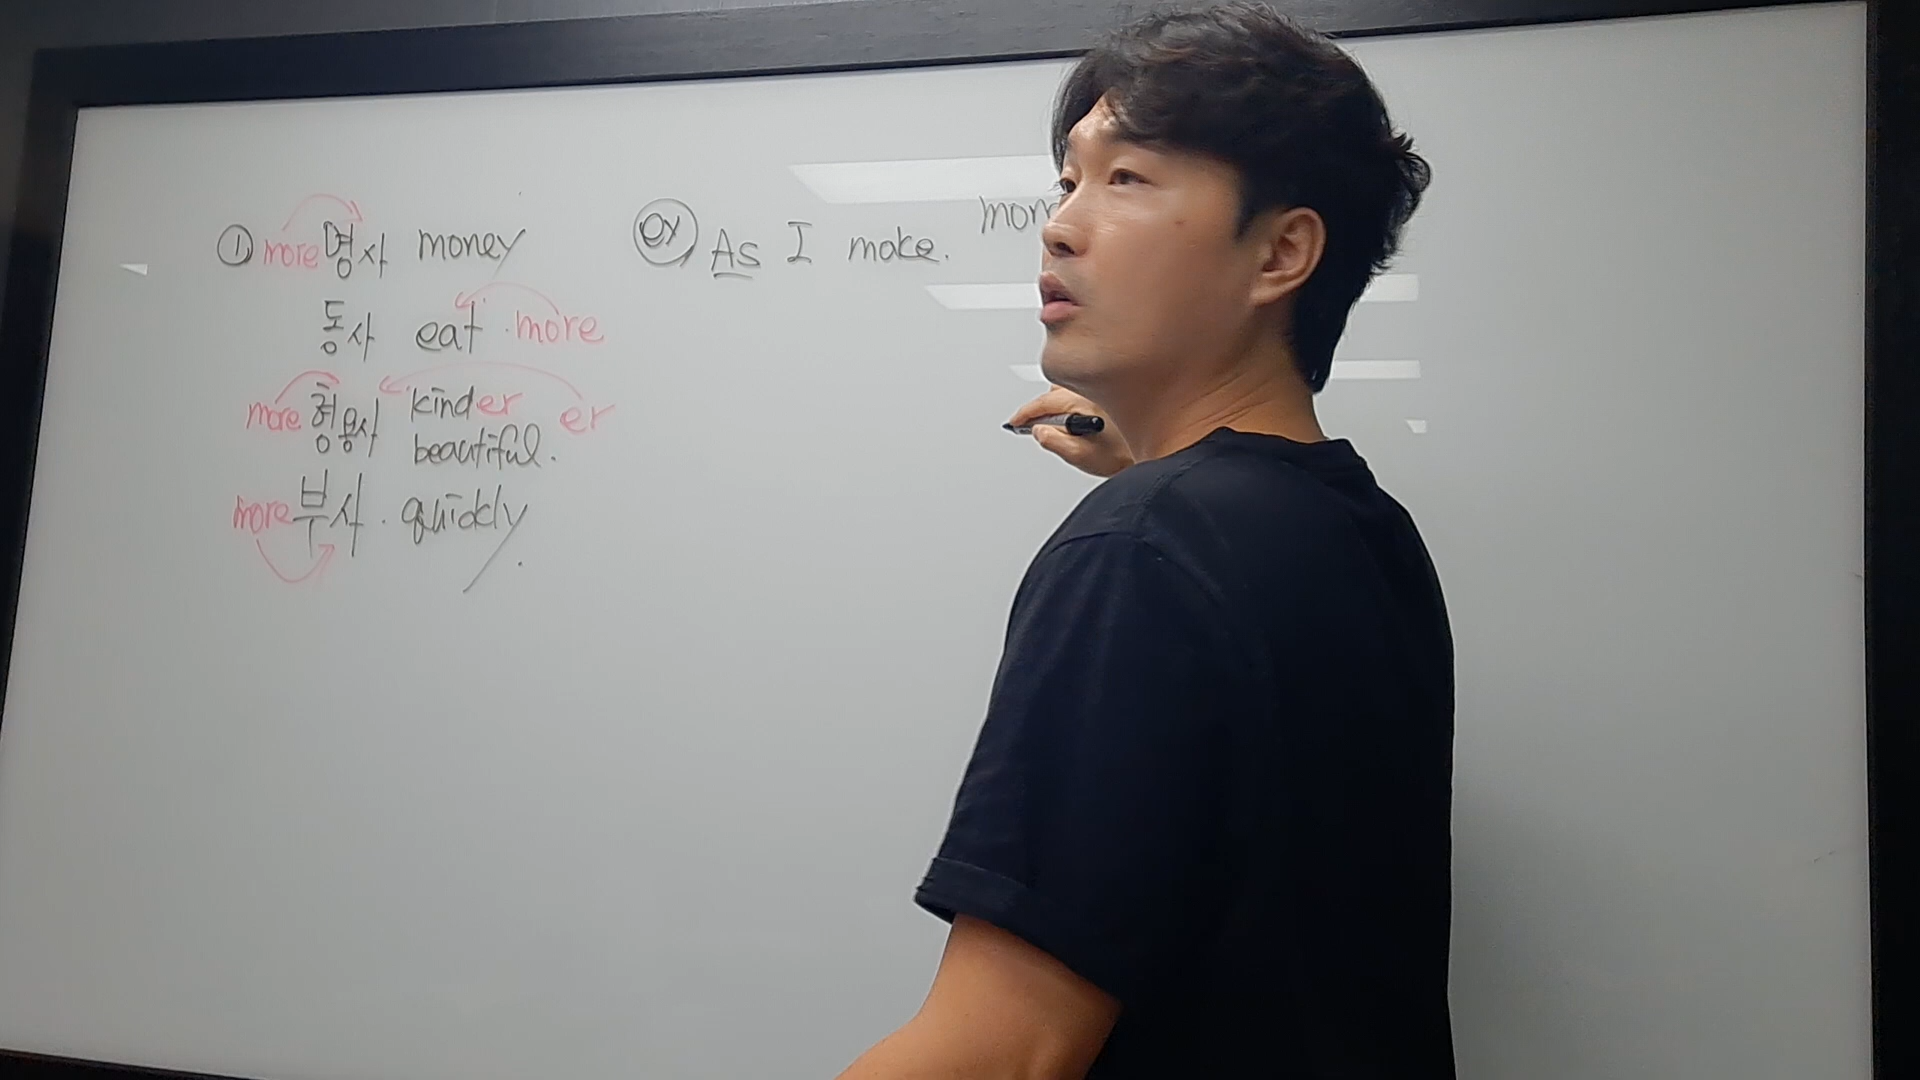 ① more 명사 money
동사 eat more
more 형용사 kinder er
beautiful.
more 부사. quickly
ex As I make.